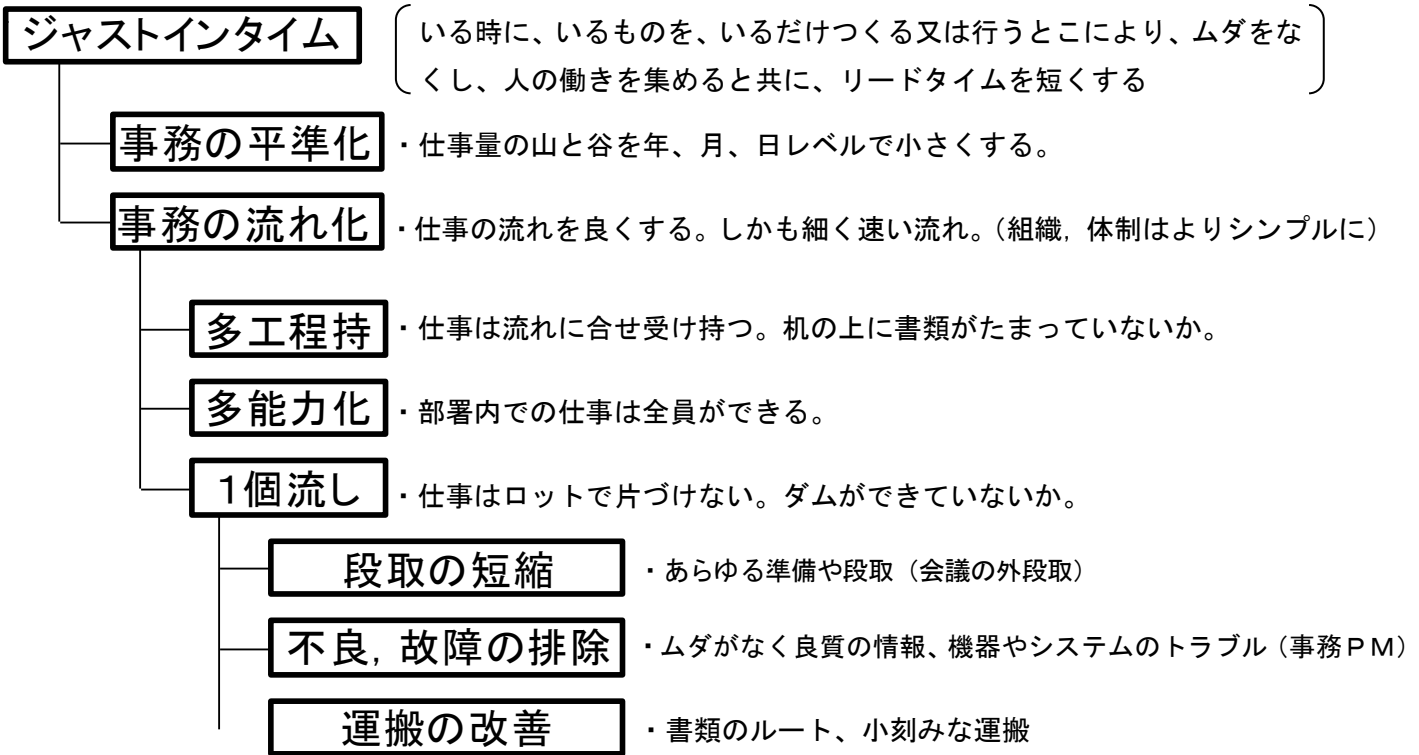 ジャストインタイム
いる時に、いるものを、いるだけつくる又は行うとこにより、ムダをな
くし、人の働きを集めると共に、リードタイムを短くする
事務の平準化
・仕事量の山と谷を年、月、日レベルで小さくする。
事務の流れ化
・仕事の流れを良くする。しかも細く速い流れ。（組織，体制はよりシンプルに）
多工程持
・仕事は流れに合せ受け持つ。机の上に書類がたまっていないか。
多能力化
・部署内での仕事は全員ができる。
1個流し
・仕事はロットで片づけない。ダムができていないか。
段取の短縮
・あらゆる準備や段取（会議の外段取）
不良，故障の排除
・ムダがなく良質の情報、機器やシステムのトラブル（事務ＰＭ）
運搬の改善
・書類のルート、小刻みな運搬